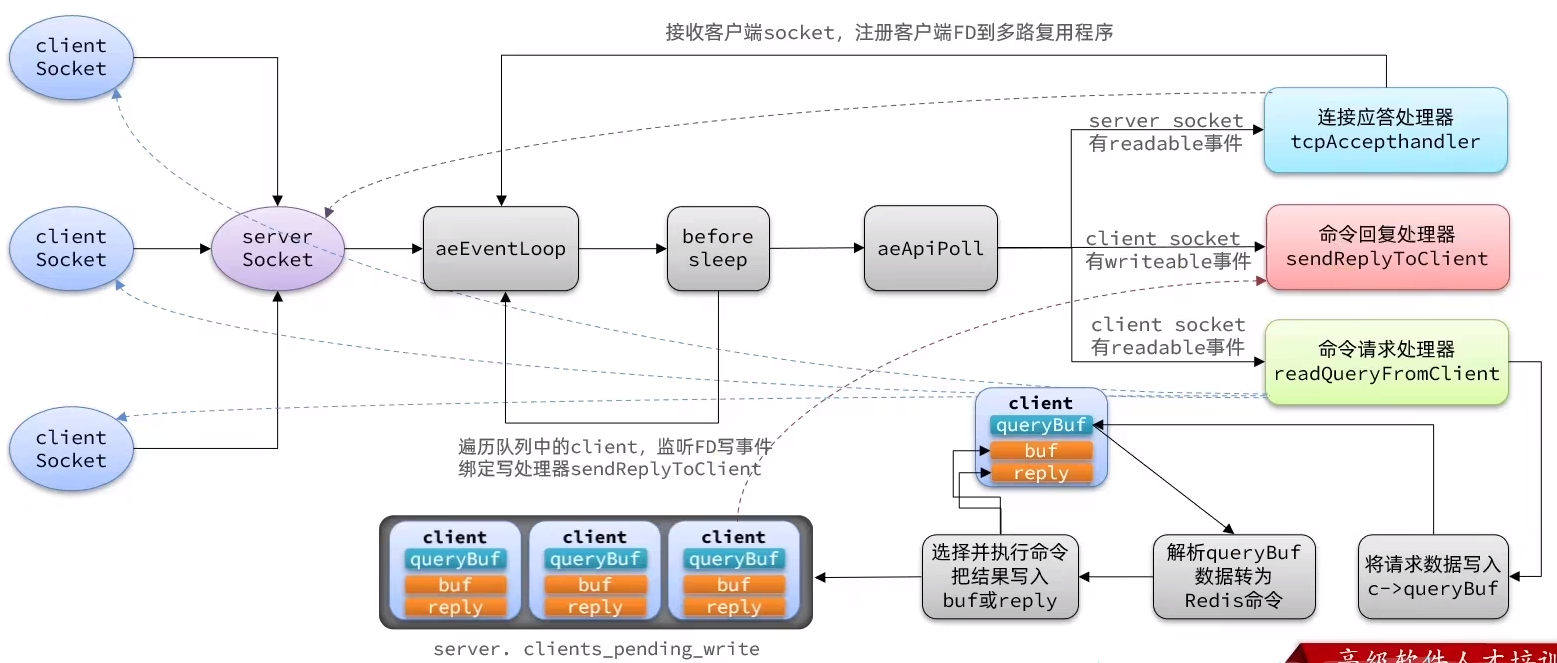 接收客户端socket，注册客户端FD到多路复用程序
client
Socket
连接应答处理器
tcpAccepthandler
server socket
有readable事件
client
Socket
server
Socket
aeEventLoop
before
sleep
aeApiPoll
client socket
有writeable事件
命令回复处理器
sendReplyToClient
client socket
有readable事件
命令请求处理器
readQueryFromClient
client
Socket
遍历队列中的client，监听FD写事件
绑定写处理器sendReplyToClient
client
queryBuf
buf
reply
client
queryBuf
buf
reply
client
queryBuf
buf
reply
client
queryBuf
buf
reply
server. clients_pending_write
选择并执行命令
把结果写入
buf或reply
解析queryBuf
数据转为
Redis命令
将请求数据写入
c->queryBuf
高级软件人才培训